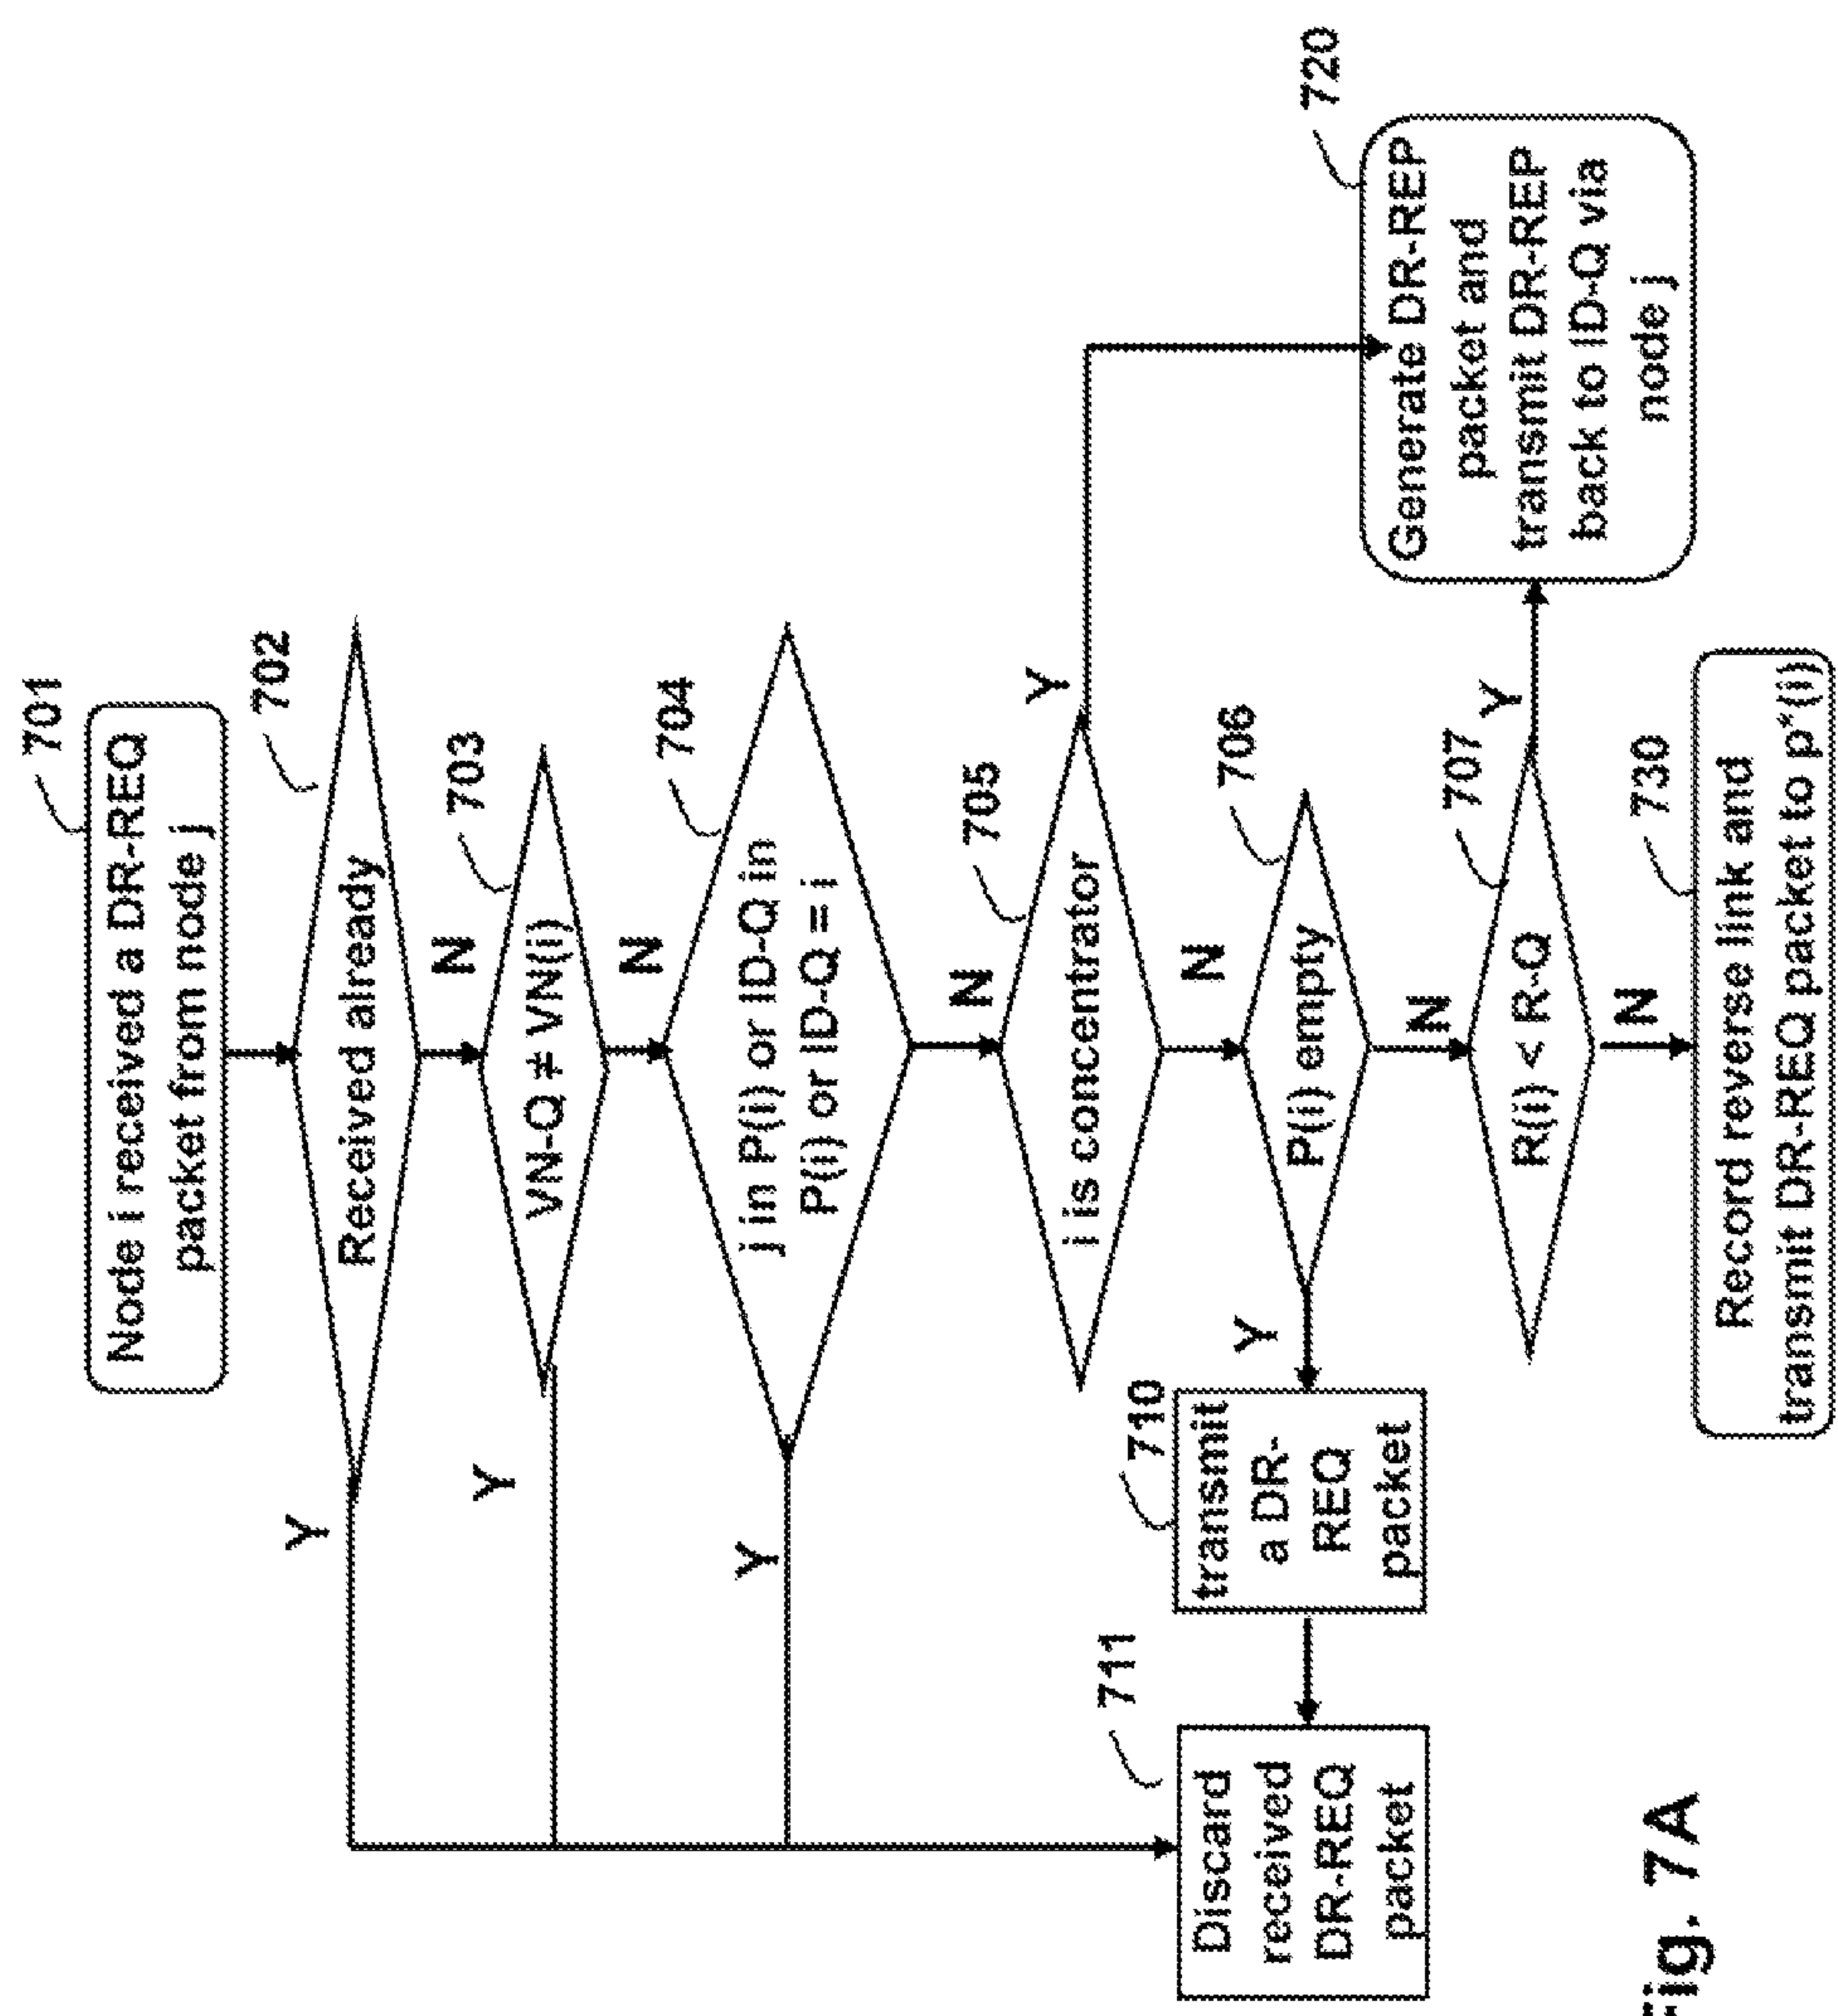 701
Node i received a DR-REQ
packet from node j
702
Received already
Y
N
703
VN-Q ≠ VN(i)
Y
N
704
j in P(i) or ID-Q in
P(i) or ID-Q = i
Y
N
705
i is concentrator
Y
N
706
P(i) empty
Y
N
710
transmit
a DR-
REQ
packet
711
Discard
received
DR-REQ
packet
707
R(i) < R-Q
Y
N
720
Generate DR-REP
packet and
transmit DR-REP
back to ID-Q via
node j
730
Record reverse link and
transmit DR-REQ packet to p*(i)
Fig. 7A